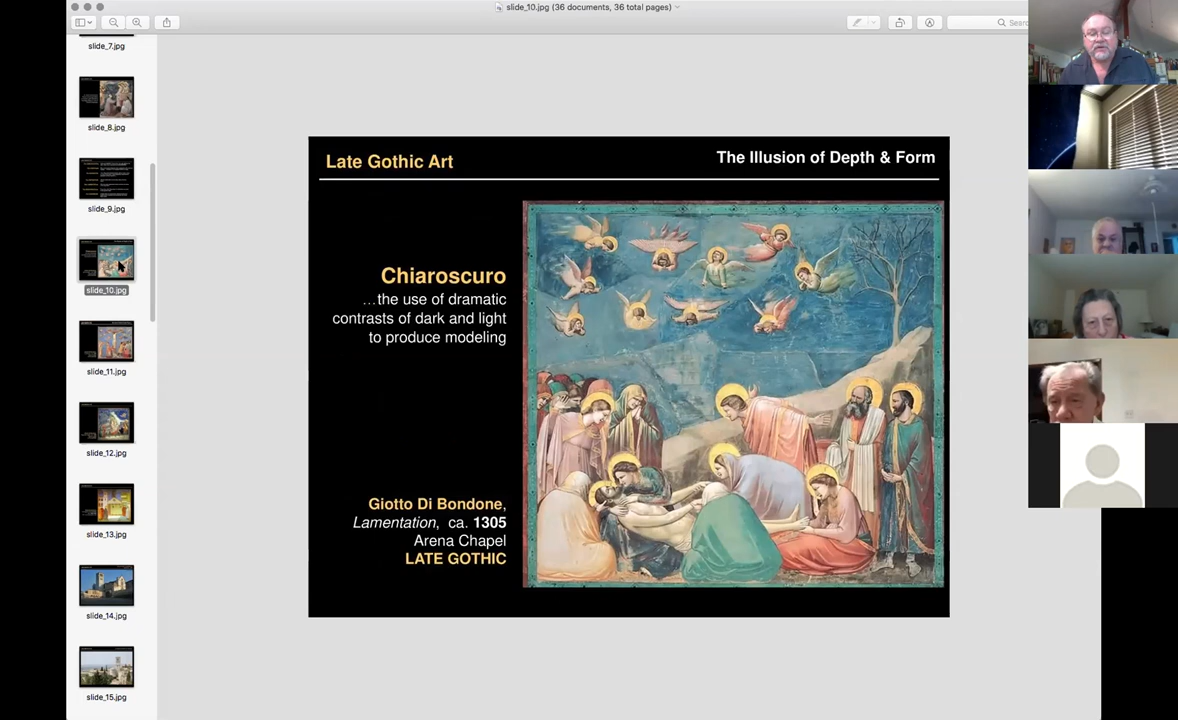 slide_10.jpg (36 documents, 36 total pages)
Sear
slide_7.jpg
slide_8.jpg
slide_9.jpg
slide_10.jpg
slide_11.jpg
slide_12.jpg
slide_13.jpg
slide_14.jpg
slide_15.jpg
Late Gothic Art
The Illusion of Depth & Form
Chiaroscuro
…the use of dramatic
contrasts of dark and light
to produce modeling
Giotto Di Bondone,
Lamentation, ca. 1305
Arena Chapel
LATE GOTHIC